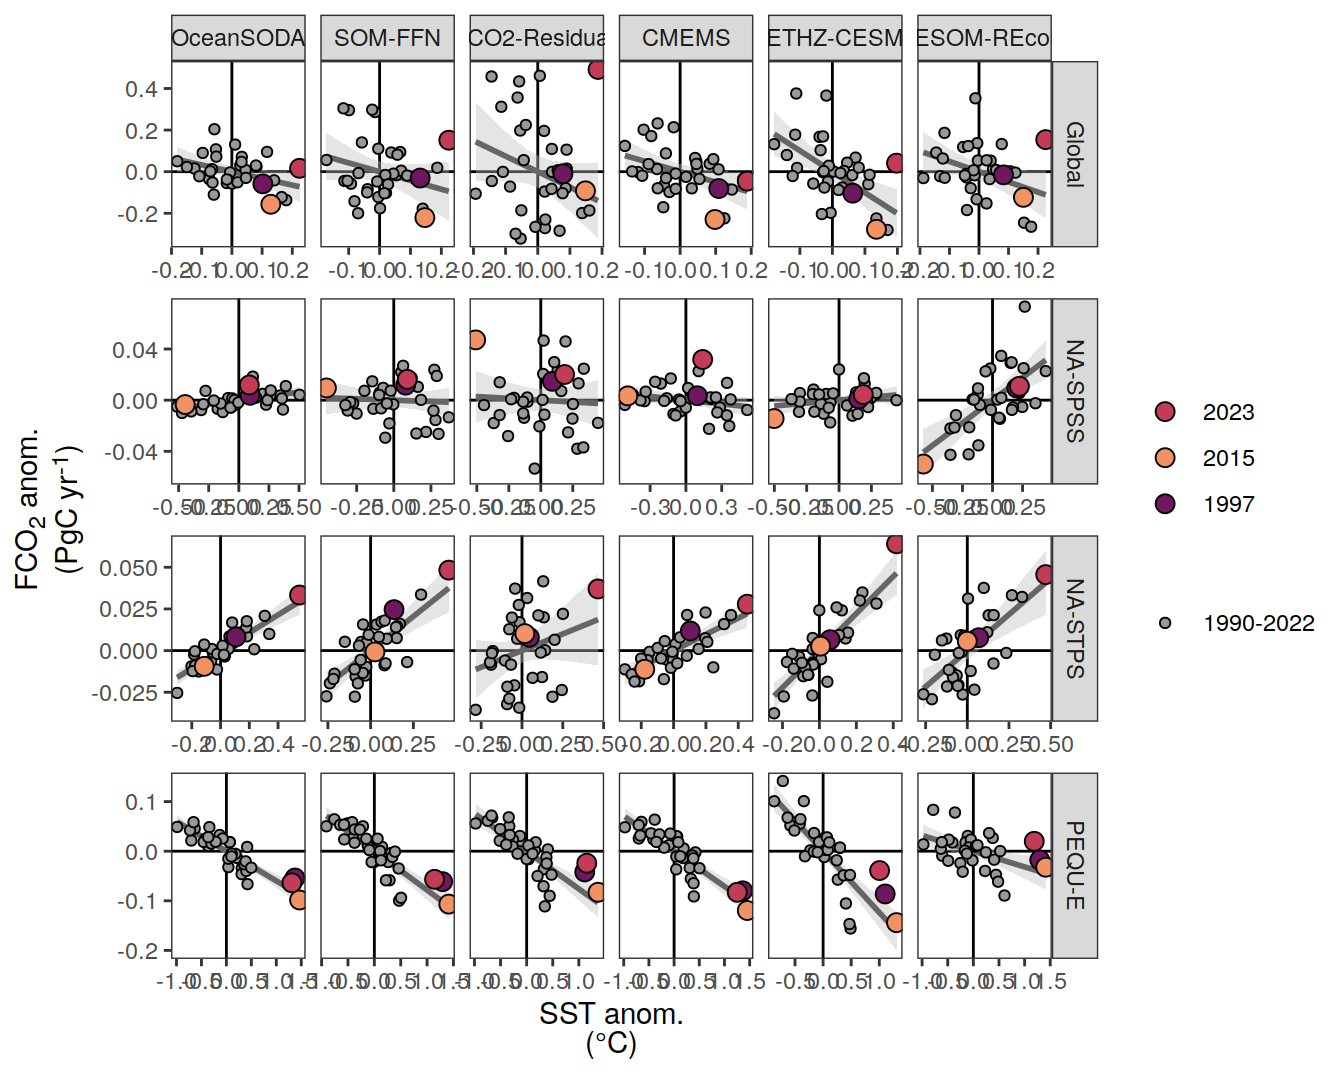 OceanSODA SOM-FFN CO2-Residua CMEMS ETHZ-CESM ESOM-REco
0.4
0.2
0.0
-0.2
Global
-0.2 -0.1 0.0 0.1 0.2 -0.1 0.0 0.1 0.2 -0.2 -0.1 0.0 0.1 0.2 -0.1 0.0 0.1 0.2 -0.1 0.0 0.1 0.2 -0.2 -0.1 0.0 0.1 0.2
0.04
0.00
-0.04
NA-SPSS
-0.50 -0.25 0.00 0.25 0.50 -0.25 0.00 0.25 -0.50 -0.25 0.00 0.25 -0.3 0.0 0.3 -0.50 -0.25 0.00 0.25 -0.50 -0.25 0.00 0.25
0.050
0.025
0.000
-0.025
NA-STPS
-0.2 0.0 0.2 0.4 -0.25 0.00 0.25 -0.25 0.00 0.25 0.50 -0.2 0.0 0.2 0.4 -0.2 0.0 0.2 0.4 -0.25 0.00 0.25 0.50
0.1
0.0
-0.1
-0.2
PEQU-E
-1.0 -0.5 0.0 0.5 1.0 1.5 -1.0 -0.5 0.0 0.5 1.0 1.5 -1.0 -0.5 0.0 0.5 1.0 -1.0 -0.5 0.0 0.5 1.0 1.5 -0.5 0.0 0.5 1.0 -1.0 -0.5 0.0 0.5 1.0 1.5
SST anom.
(°C)
FCO₂ anom.
(PgC yr⁻¹)
2023
2015
1997
1990-2022